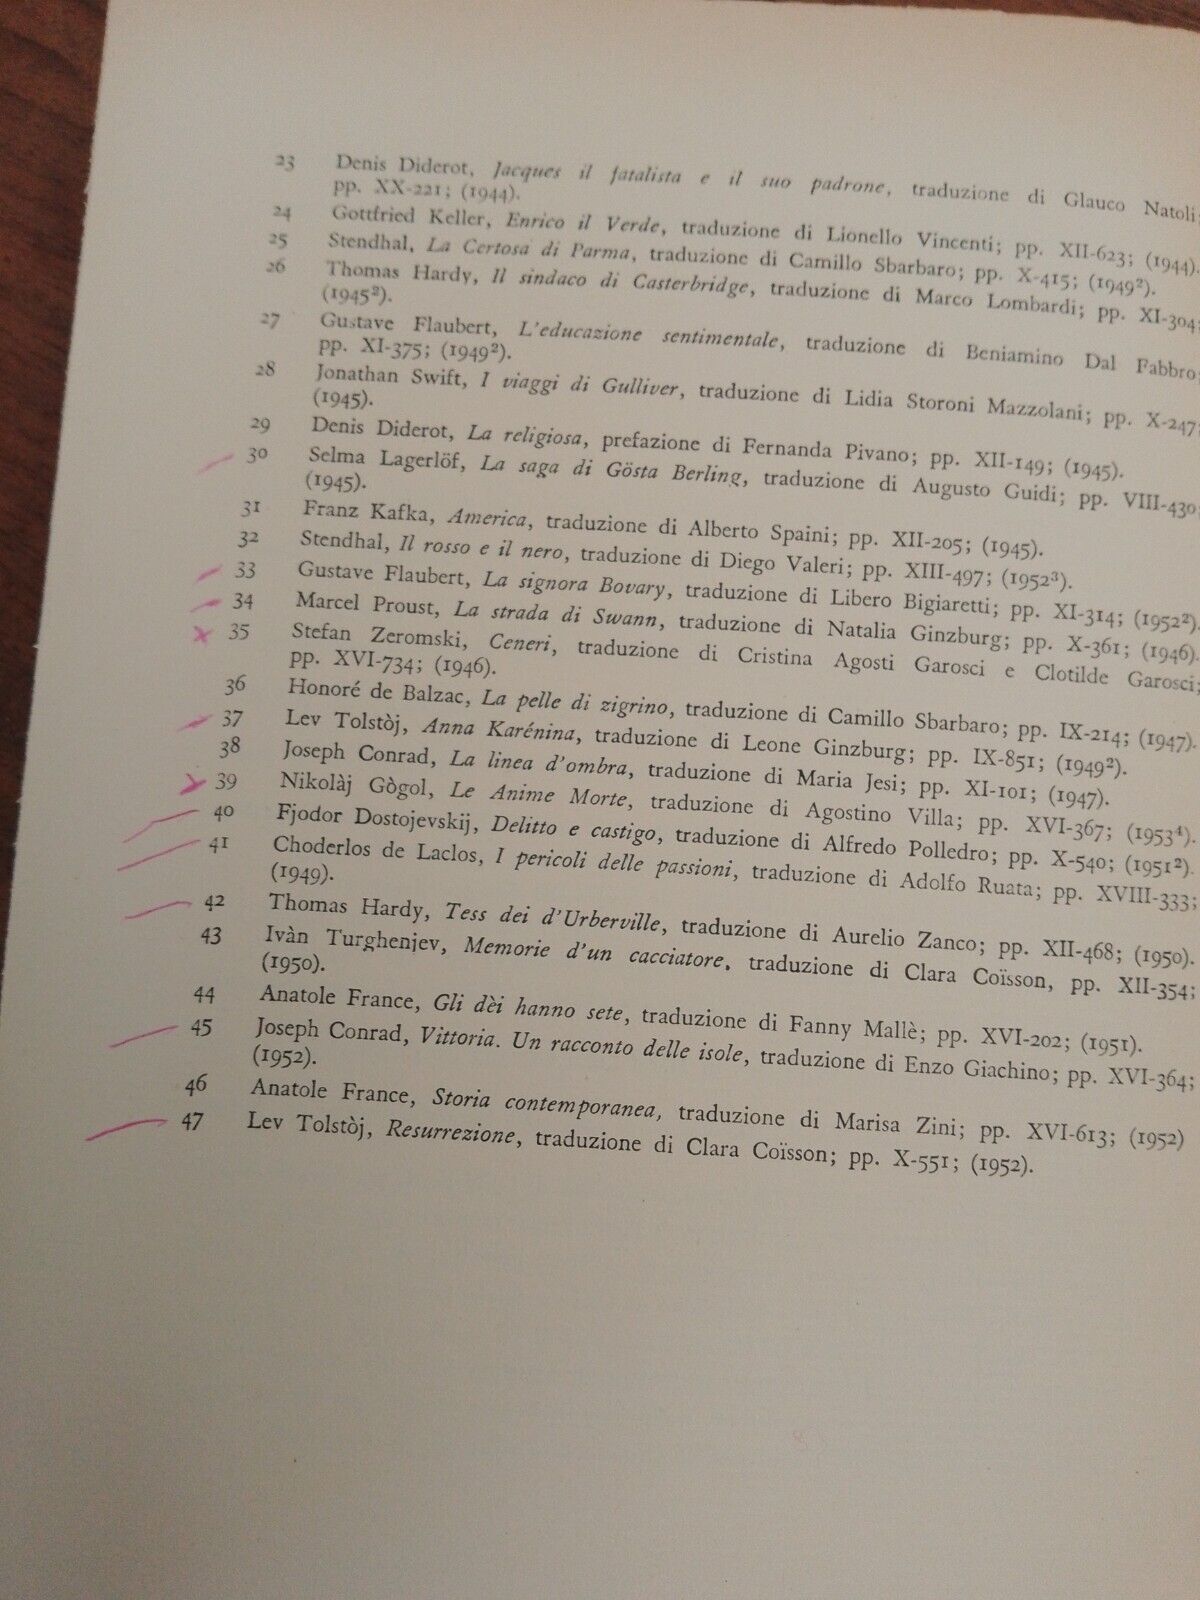 23 Denis Diderot, Jacques il fatalista e il suo padrone, traduzione di Glauco Natoli;
pp. XX-221; (1944).
24 Gottfried Keller, Enrico il Verde, traduzione di Lionello Vincenti; pp. XII-623; (1944).
25 Stendhal, La Certosa di Parma, traduzione di Camillo Sbarbaro; pp. X-415; (1949²).
26 Thomas Hardy, Il sindaco di Casterbridge, traduzione di Marco Lombardi; pp. XI-304;
(1945²).
27 Gustave Flaubert, L'educazione sentimentale, traduzione di Beniamino Dal Fabbro;
pp. XI-375; (1949²).
28 Jonathan Swift, I viaggi di Gulliver, traduzione di Lidia Storoni Mazzolani; pp. X-247;
(1945).
29 Denis Diderot, La religiosa, prefazione di Fernanda Pivano; pp. XII-149; (1945).
30 Selma Lagerlöf, La saga di Gösta Berling, traduzione di Augusto Guidi; pp. VIII-430;
(1945).
31 Franz Kafka, America, traduzione di Alberto Spaini; pp. XII-205; (1945).
32 Stendhal, Il rosso e il nero, traduzione di Diego Valeri; pp. XIII-497; (1952³).
33 Gustave Flaubert, La signora Bovary, traduzione di Libero Bigiaretti; pp. XI-314; (1952²).
34 Marcel Proust, La strada di Swann, traduzione di Natalia Ginzburg; pp. X-361; (1946).
35 Stefan Zeromski, Ceneri, traduzione di Cristina Agosti Garosci e Clotilde Garosci;
pp. XVI-734; (1946).
36 Honoré de Balzac, La pelle di zigrino, traduzione di Camillo Sbarbaro; pp. IX-214; (1947).
37 Lev Tolstòj, Anna Karénina, traduzione di Leone Ginzburg; pp. IX-851; (1949²).
38 Joseph Conrad, La linea d'ombra, traduzione di Maria Jesi; pp. XI-101; (1947).
39 Nikolàj Gògol, Le Anime Morte, traduzione di Agostino Villa; pp. XVI-367; (1953⁴).
40 Fjodor Dostojevskij, Delitto e castigo, traduzione di Alfredo Polledro; pp. X-540; (1951²).
41 Choderlos de Laclos, I pericoli delle passioni, traduzione di Adolfo Ruata; pp. XVIII-333;
(1949).
42 Thomas Hardy, Tess dei d'Urberville, traduzione di Aurelio Zanco; pp. XII-468; (1950).
43 Ivàn Turghenjev, Memorie d'un cacciatore, traduzione di Clara Coïsson, pp. XII-354;
(1950).
44 Anatole France, Gli dèi hanno sete, traduzione di Fanny Mallè; pp. XVI-202; (1951).
45 Joseph Conrad, Vittoria. Un racconto delle isole, traduzione di Enzo Giachino; pp. XVI-364;
(1952).
46 Anatole France, Storia contemporanea, traduzione di Marisa Zini; pp. XVI-613; (1952)
47 Lev Tolstòj, Resurrezione, traduzione di Clara Coïsson; pp. X-551; (1952).